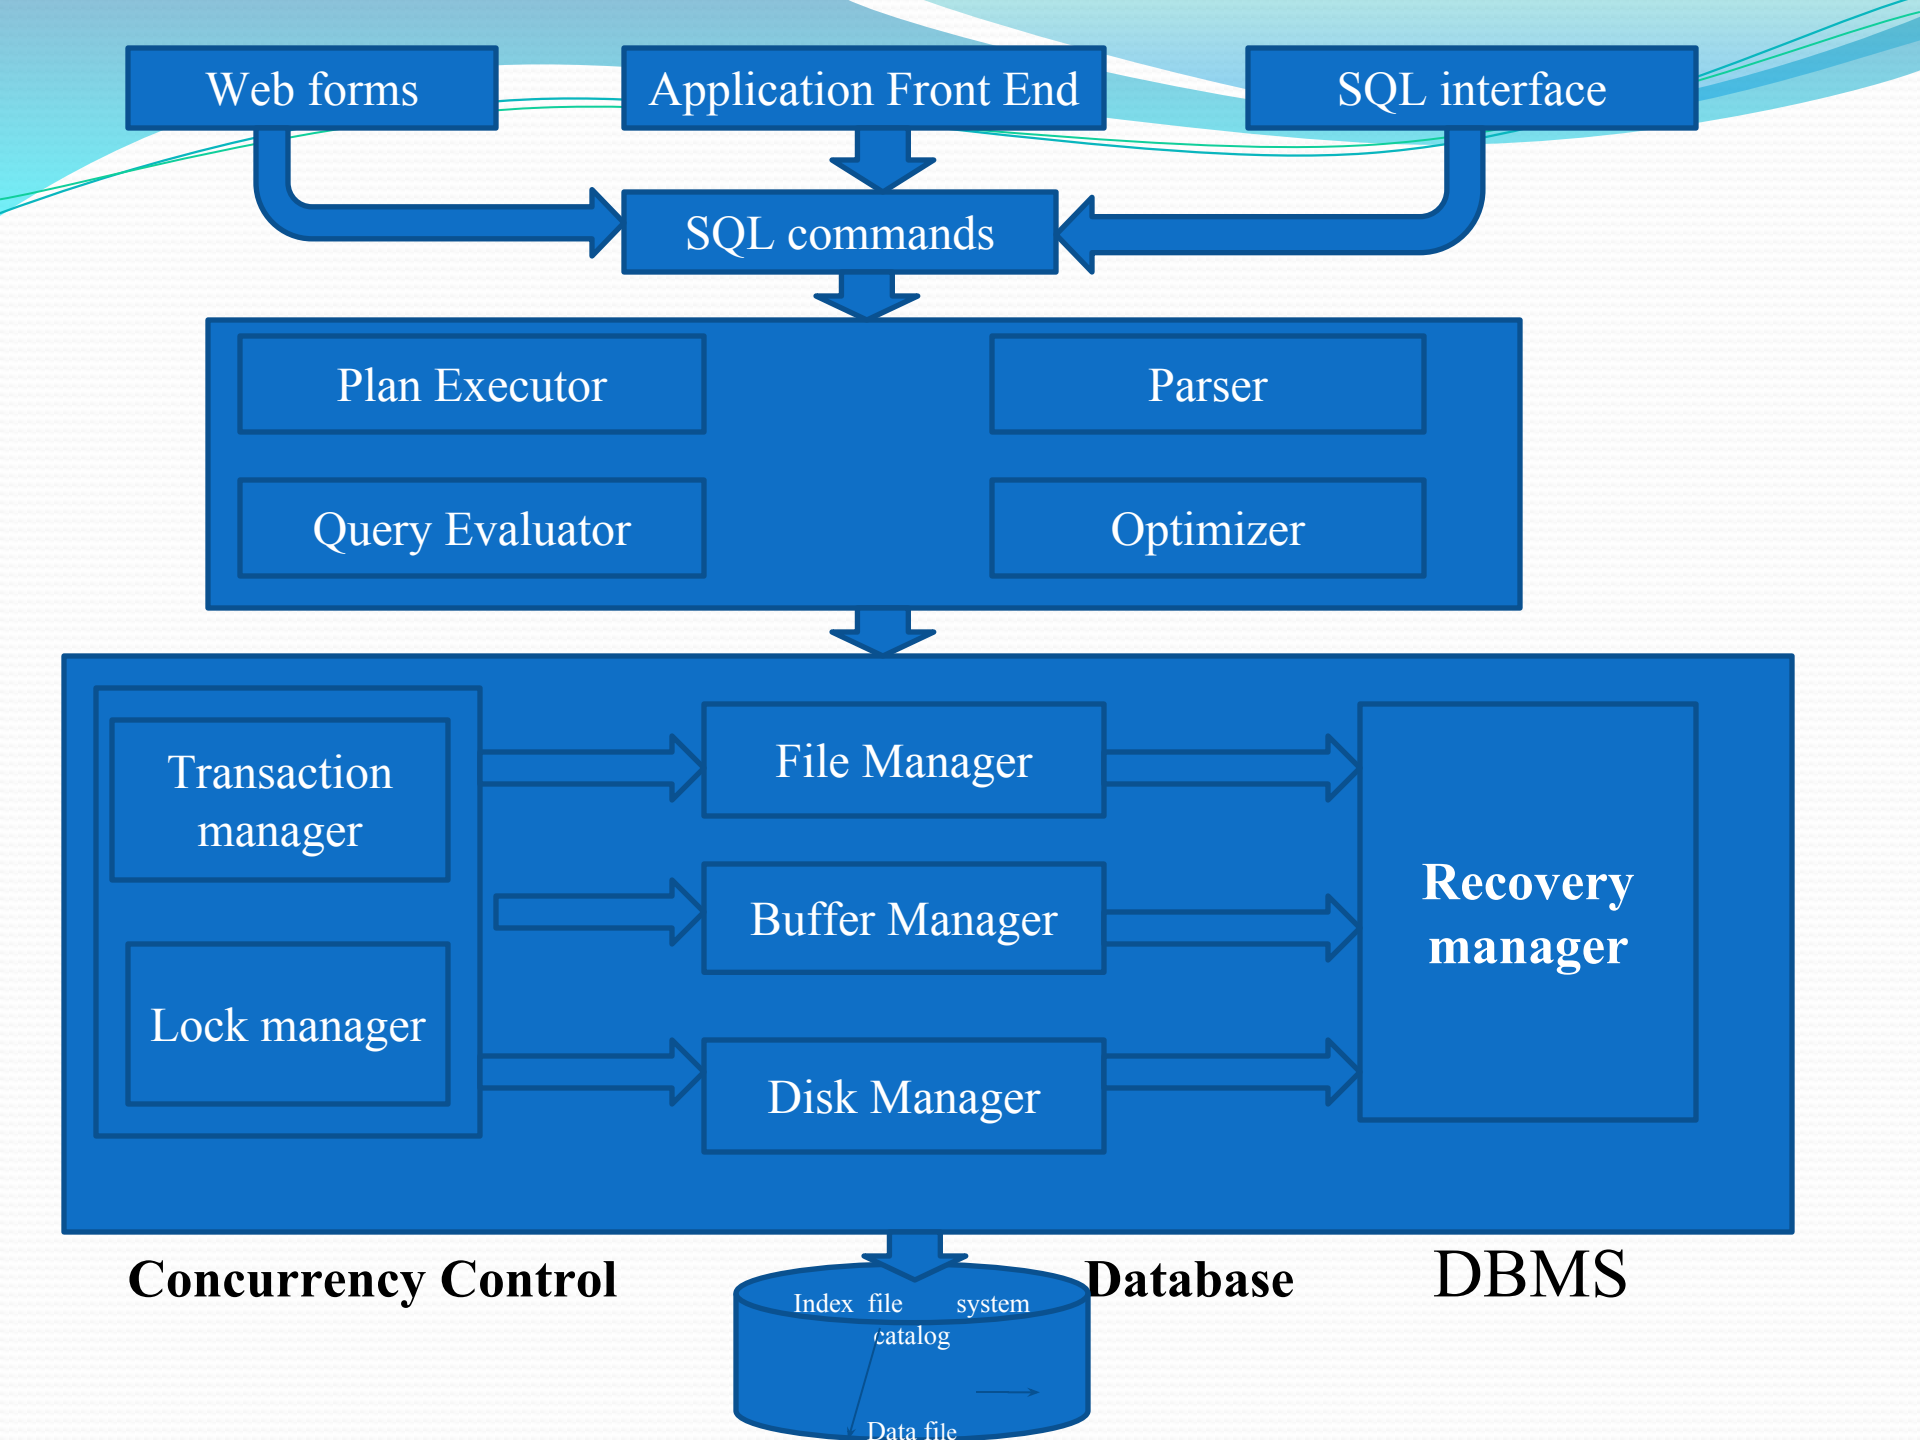 Web forms
Application Front End
SQL interface
SQL commands
Plan Executor
Parser
Query Evaluator
Optimizer
Transaction
manager
File Manager
Buffer Manager
Recovery
manager
Lock manager
Disk Manager
Concurrency Control
Database
DBMS
Index file system
catalog
Data file